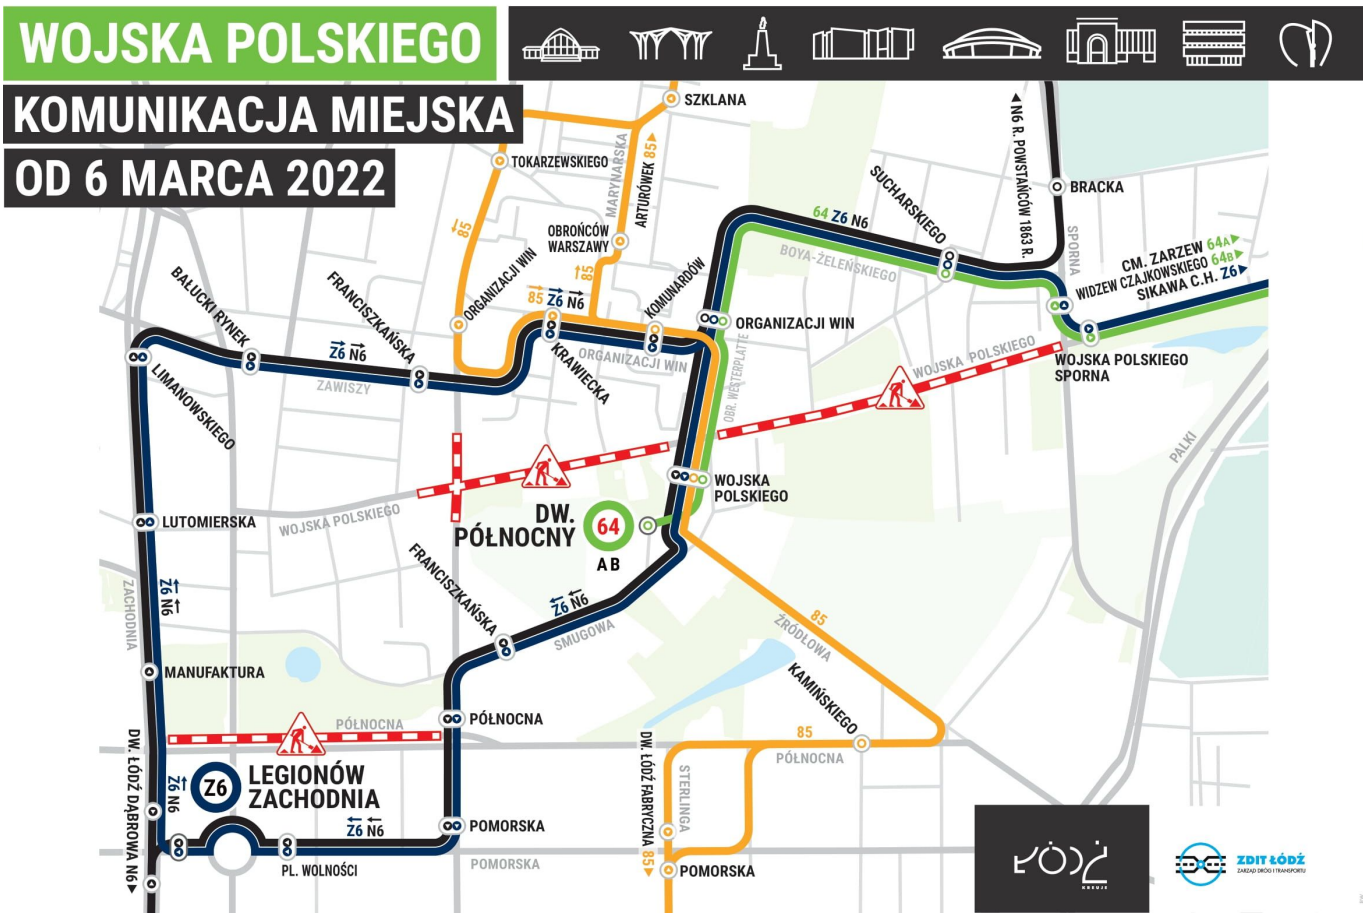 WOJSKA POLSKIEGO
KOMUNIKACJA MIEJSKA
OD 6 MARCA 2022
SZKLANA
TOKARZEWSKIEGO
MARYNARSKA
ARTURÓWEK 85
OBROŃCÓW
WARSZAWY
85
85
ORGANIZACJI WIN
KOMUNARDÓW
64 Z6 N6
BOYA-ŻELEŃSKIEGO
SUCHARSKIEGO
N6 R. POWSTAŃCÓW 1863 R.
BRACKA
SPORNA
CM. ZARZEW 64A
WIDZEW CZAJKOWSKIEGO 64B
SIKAWA C.H. Z6
BAŁUCKI RYNEK
FRANCISZKAŃSKA
85 Z6 N6
ORGANIZACJI WIN
Z6 N6
ZAWISZY
LIMANOWSKIEGO
KRAWIECKA
ORGANIZACJI WIN
OBR. WESTERPLATTE
WOJSKA POLSKIEGO
WOJSKA POLSKIEGO
SPORNA
PALKI
LUTOMIERSKA
WOJSKA POLSKIEGO
DW.
PÓŁNOCNY
64
A B
WOJSKA
POLSKIEGO
FRANCISZKAŃSKA
Z6 N6
SMUGOWA
ZACHODNIA
Z6 N6
MANUFAKTURA
85
ŹRÓDŁOWA
KAMIŃSKIEGO
PÓŁNOCNA
PÓŁNOCNA
85
PÓŁNOCNA
DW. ŁÓDŹ DĄBROWA N6
Z6 N6
Z6
LEGIONÓW
ZACHODNIA
Z6 N6
PL. WOLNOŚCI
POMORSKA
POMORSKA
DW. ŁÓDŹ FABRYCZNA 85
STERLINGA
POMORSKA
ŁÓDŹ
KREUJE
ZDIT ŁÓDŹ
ZARZĄD DRÓG I TRANSPORTU